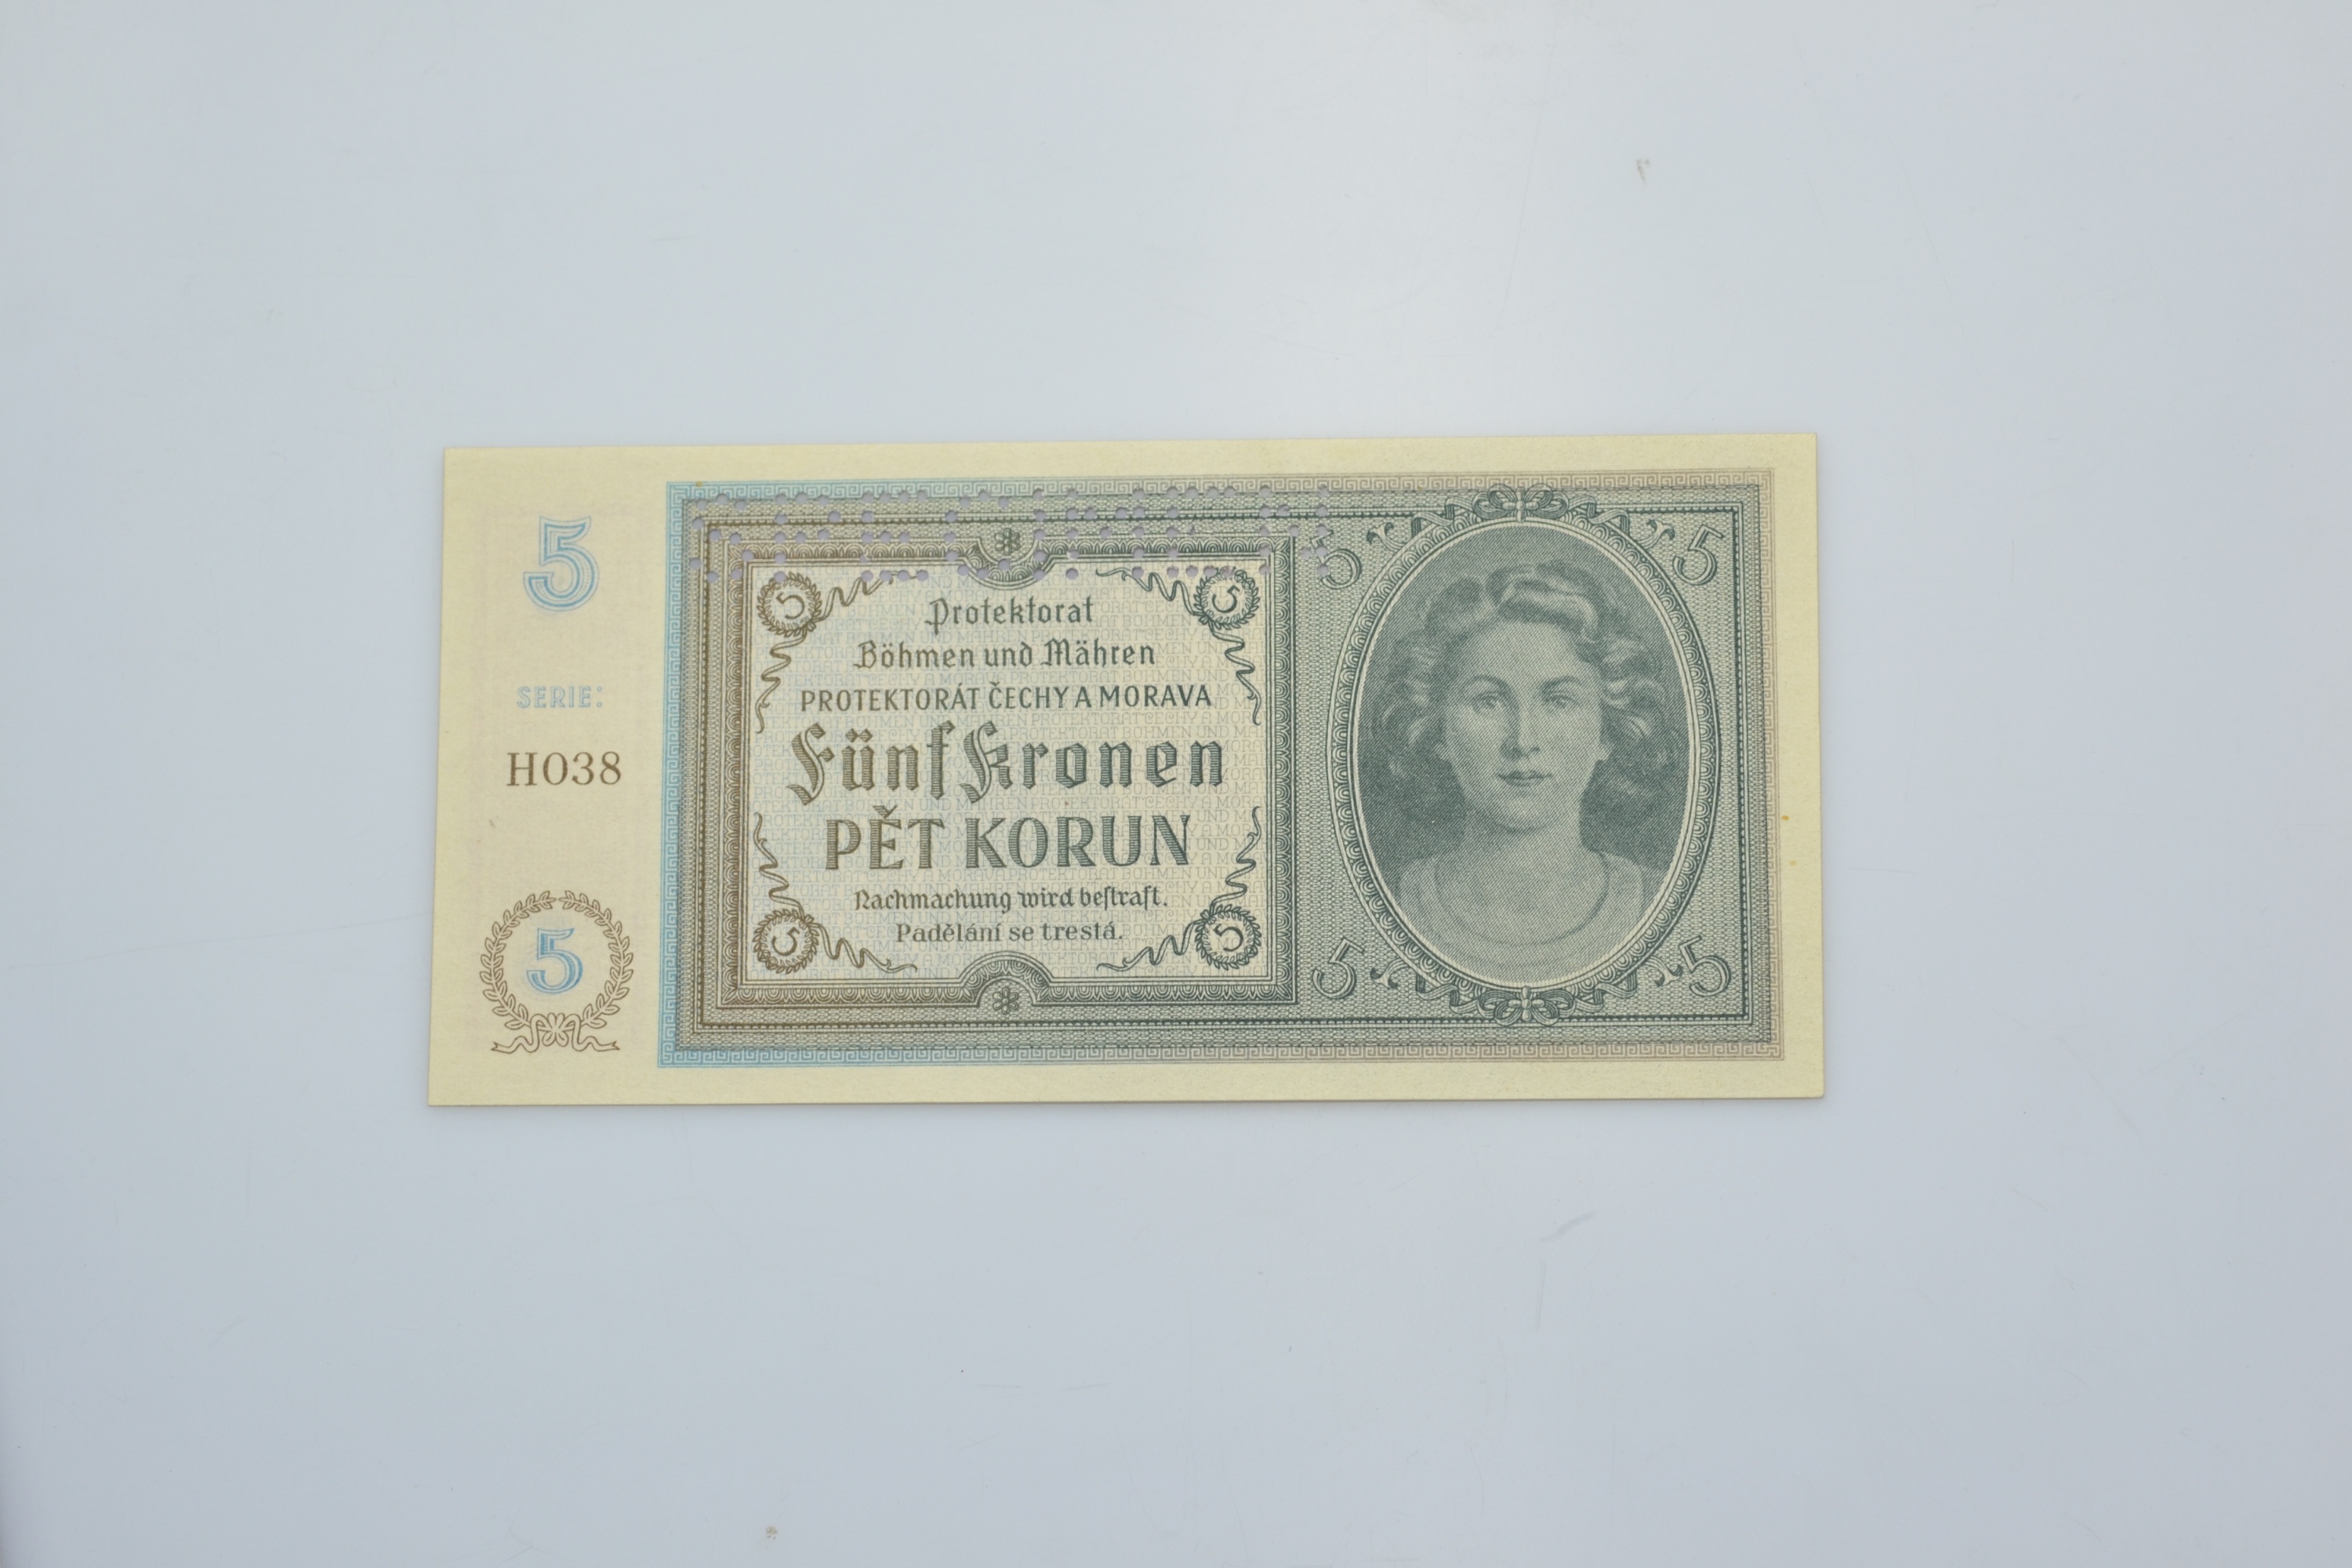 SPECIMEN
5
SERIE:
H038
5
5
5
Protektorat
Böhmen und Mähren
PROTEKTORÁT ČECHY A MORAVA
Fünf Kronen
PĚT KORUN
Nachmachung wird bestraft.
Padělání se trestá.
5
5
5
5
5
5